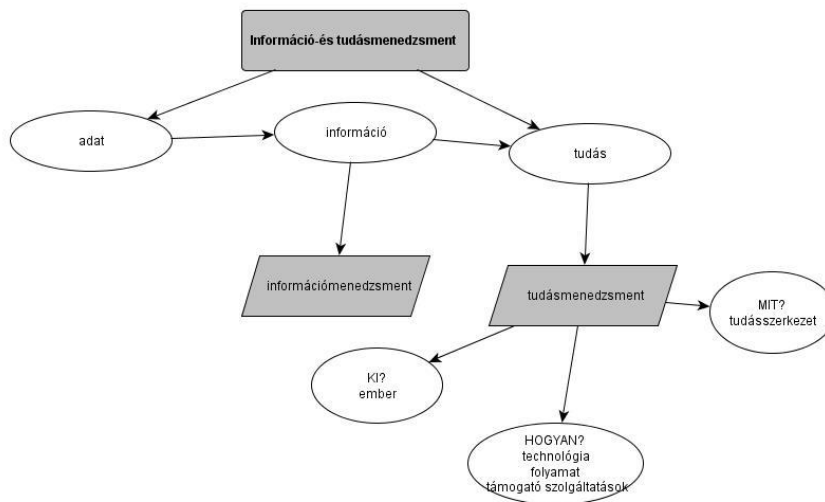 Információ-és tudásmenedzsment
adat
információ
tudás
információmenedzsment
tudásmenedzsment
MIT?
tudásszerkezet
KI?
ember
HOGYAN?
technológia
folyamat
támogató szolgáltatások